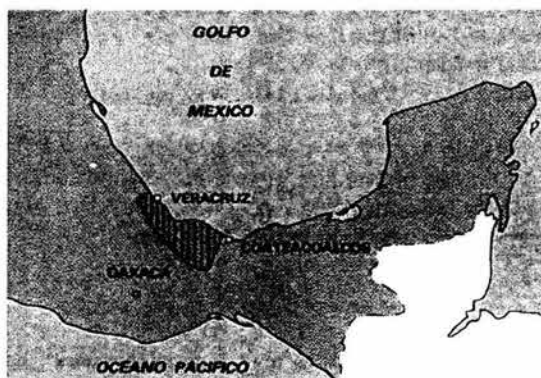 GOLFO
DE
MEXICO
VERACRUZ
COATZACOALCOS
OAXACA
OCEANO PACIFICO